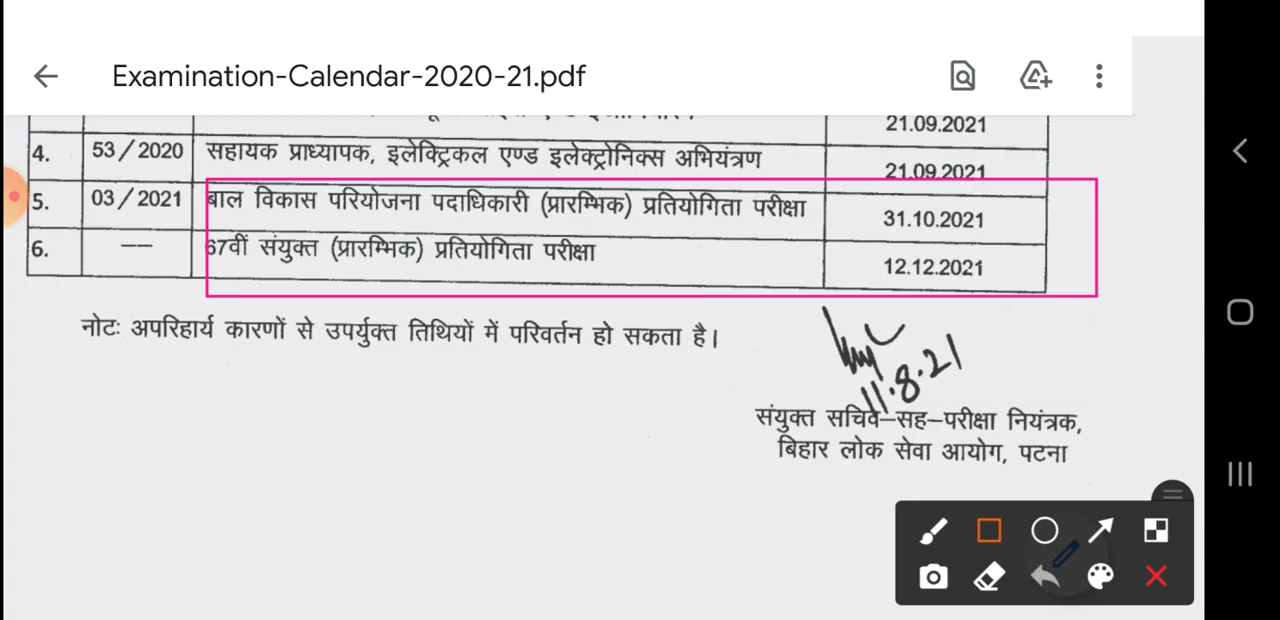 Examination-Calendar-2020-21.pdf
21.09.2021
4. 53/2020 सहायक प्राध्यापक, इलेक्ट्रिकल एण्ड इलेक्ट्रोनिक्स अभियंत्रण 21.09.2021
5. 03/2021 बाल विकास परियोजना पदाधिकारी (प्रारम्भिक) प्रतियोगिता परीक्षा 31.10.2021
6. –– 67वीं संयुक्त (प्रारम्भिक) प्रतियोगिता परीक्षा 12.12.2021
नोटः अपरिहार्य कारणों से उपर्युक्त तिथियों में परिवर्तन हो सकता है।
11.8.21
संयुक्त सचिव–सह–परीक्षा नियंत्रक,
बिहार लोक सेवा आयोग, पटना